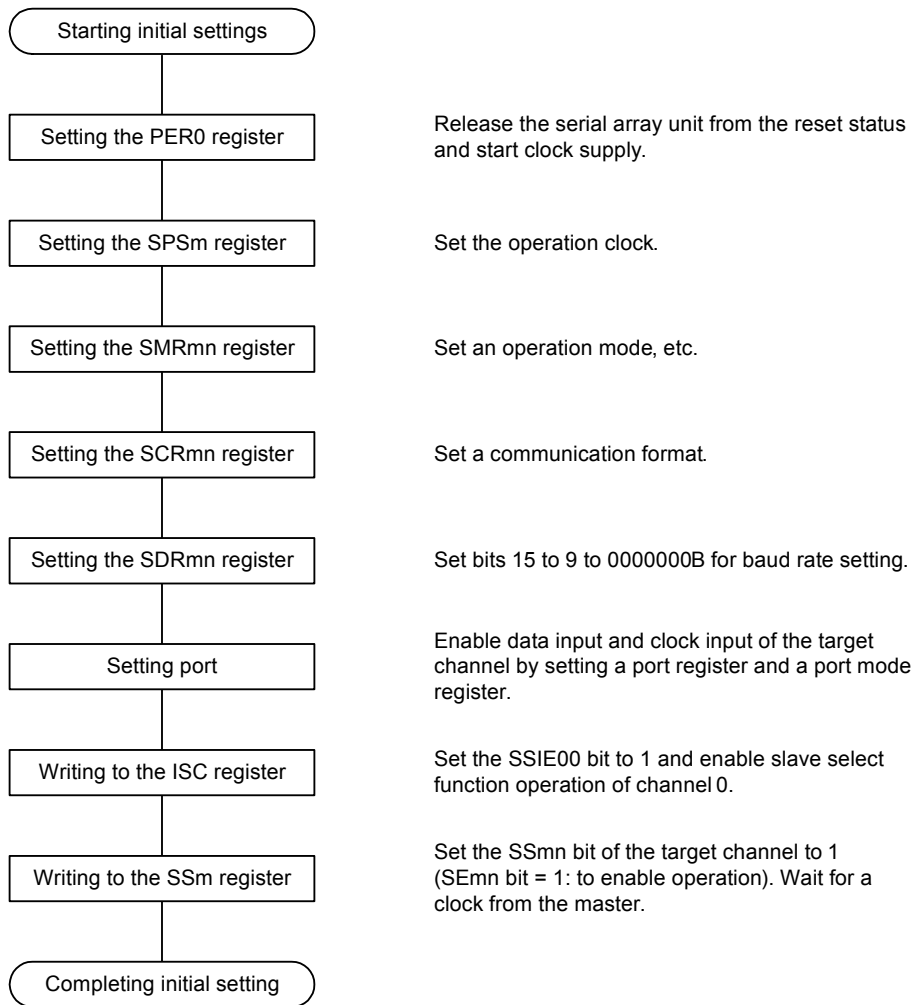 Starting initial settings
Setting the PER0 register
Release the serial array unit from the reset status
and start clock supply.
Setting the SPSm register
Set the operation clock.
Setting the SMRmn register
Set an operation mode, etc.
Setting the SCRmn register
Set a communication format.
Setting the SDRmn register
Set bits 15 to 9 to 0000000B for baud rate setting.
Setting port
Enable data input and clock input of the target
channel by setting a port register and a port mode
register.
Writing to the ISC register
Set the SSIE00 bit to 1 and enable slave select
function operation of channel 0.
Writing to the SSm register
Set the SSmn bit of the target channel to 1
(SEmn bit = 1: to enable operation). Wait for a
clock from the master.
Completing initial setting